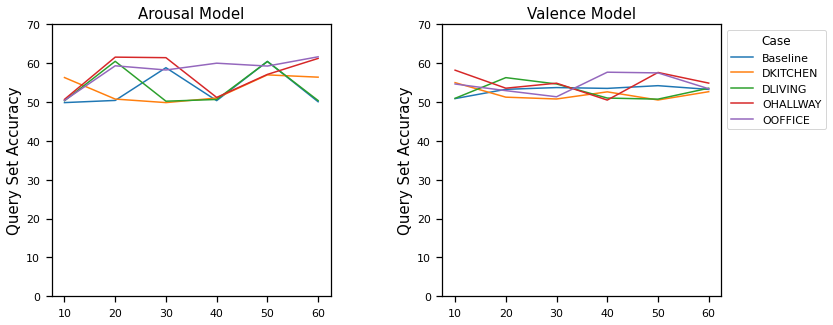 Arousal Model
Query Set Accuracy
70
60
50
40
30
20
10
0
10 20 30 40 50 60
Valence Model
Query Set Accuracy
70
60
50
40
30
20
10
0
10 20 30 40 50 60
Case
Baseline
DKITCHEN
DLIVING
OHALLWAY
OOFFICE